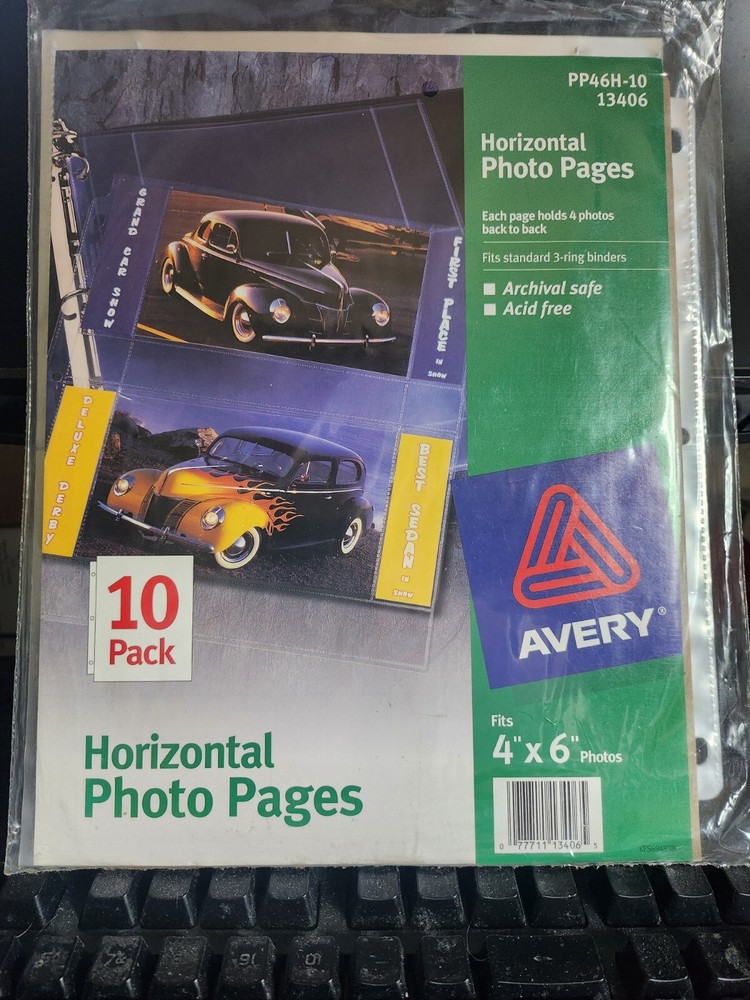 PP46H-10
13406
Horizontal
Photo Pages
Each page holds 4 photos
back to back
Fits standard 3-ring binders
Archival safe
Acid free
GRAND CAR SHOW
FIRST PLACE IN SHOW
DELUXE DERBY
BEST SEDAN IN SHOW
10
Pack
AVERY®
Horizontal
Photo Pages
Fits
4" x 6" Photos
0 77711 13406 5